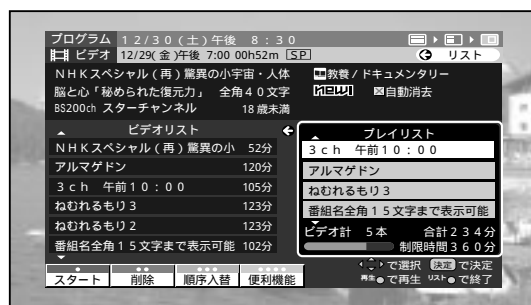 プログラム 12/30(土)午後 8:30
ビデオ 12/29(金)午後 7:00 00h52m SP リスト
NHKスペシャル(再)驚異の小宇宙・人体 教養/ドキュメンタリー
脳と心「秘められた復元力」 全角40文字 NEW! 自動消去
BS200ch スターチャンネル 18歳未満
ビデオリスト プレイリスト
NHKスペシャル(再)驚異の小 52分 3ch 午前10:00
アルマゲドン 120分 アルマゲドン
3ch 午前10:00 105分 ねむれるもり3
ねむれるもり3 123分 番組名全角15文字まで表示可能
ねむれるもり2 123分 ビデオ計 5本 合計234分
番組名全角15文字まで表示可能 102分 制限時間360分
で選択 決定 で決定
スタート 削除 順序入替 便利機能 再生●で再生 リスト●で終了